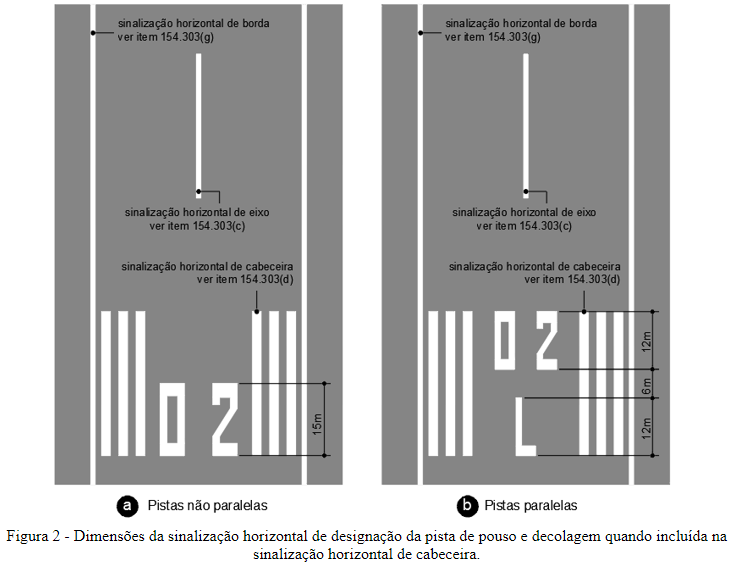 sinalização horizontal de borda
ver item 154.303(g)
sinalização horizontal de eixo
ver item 154.303(c)
sinalização horizontal de cabeceira
ver item 154.303(d)
02
15m
a Pistas não paralelas
sinalização horizontal de borda
ver item 154.303(g)
sinalização horizontal de eixo
ver item 154.303(c)
sinalização horizontal de cabeceira
ver item 154.303(d)
02
L
12m
6m
12m
b Pistas paralelas
Figura 2 - Dimensões da sinalização horizontal de designação da pista de pouso e decolagem quando incluída na
sinalização horizontal de cabeceira.